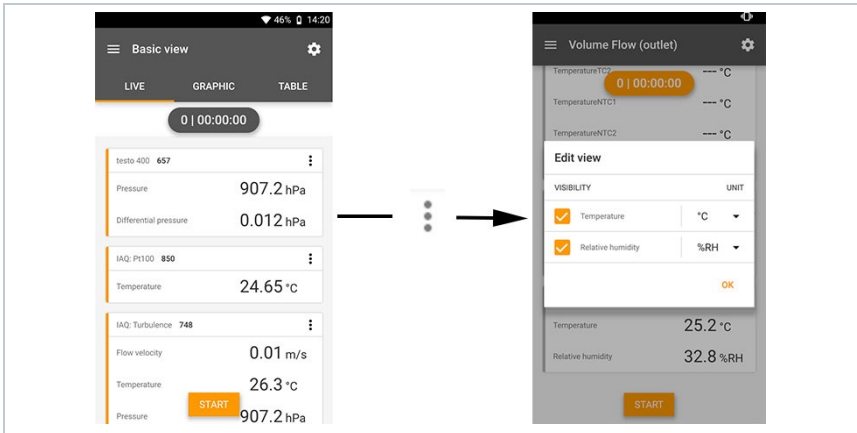 46% 14:20
Basic view
LIVE GRAPHIC TABLE
0 | 00:00:00
testo 400 657
Pressure 907.2 hPa
Differential pressure 0.012 hPa
IAQ: Pt100 850
Temperature 24.65 °C
IAQ: Turbulence 748
Flow velocity 0.01 m/s
Temperature 26.3 °C
START
Pressure 907.2 hPa
Volume Flow (outlet)
TemperatureTC2 --- °C
0 | 00:00:00
TemperatureNTC1 --- °C
TemperatureNTC2 --- °C
Edit view
VISIBILITY UNIT
Temperature °C
Relative humidity %RH
OK
Temperature 25.2 °C
Relative humidity 32.8 %RH
START